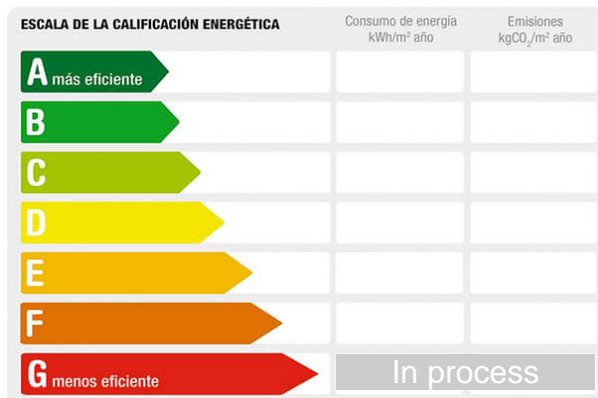 ESCALA DE LA CALIFICACIÓN ENERGÉTICA
Consumo de energía
kWh/m² año
Emisiones
kgCO₂/m² año
A más eficiente
B
C
D
E
F
G menos eficiente
In process